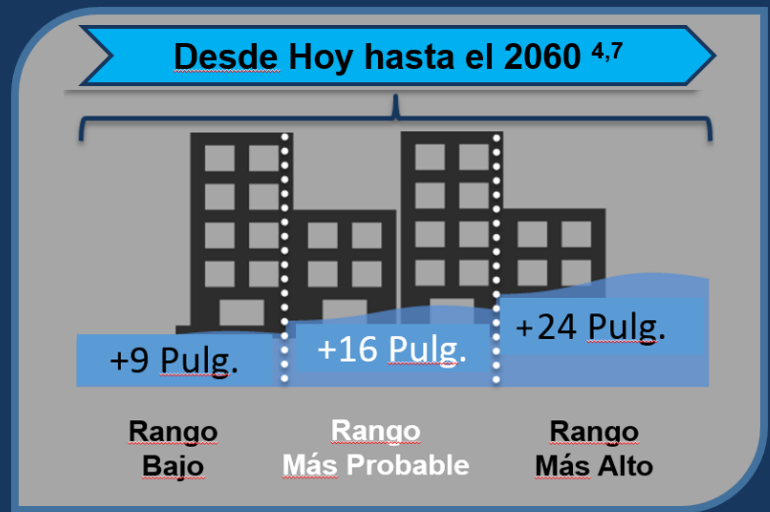 Desde Hoy hasta el 2060 4,7
+9 Pulg.
+16 Pulg.
+24 Pulg.
Rango
Bajo
Rango
Más Probable
Rango
Más Alto